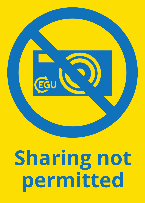 EGU
Sharing not
permitted